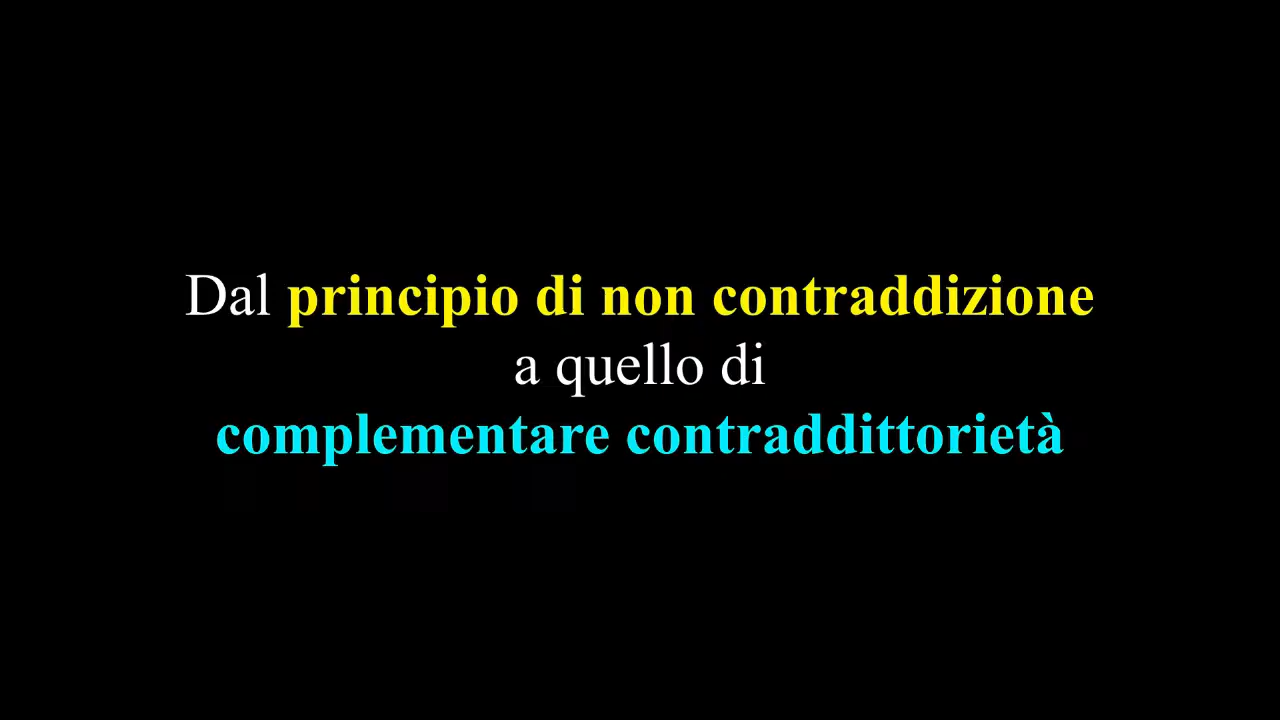 Dal principio di non contraddizione
a quello di
complementare contraddittorietà